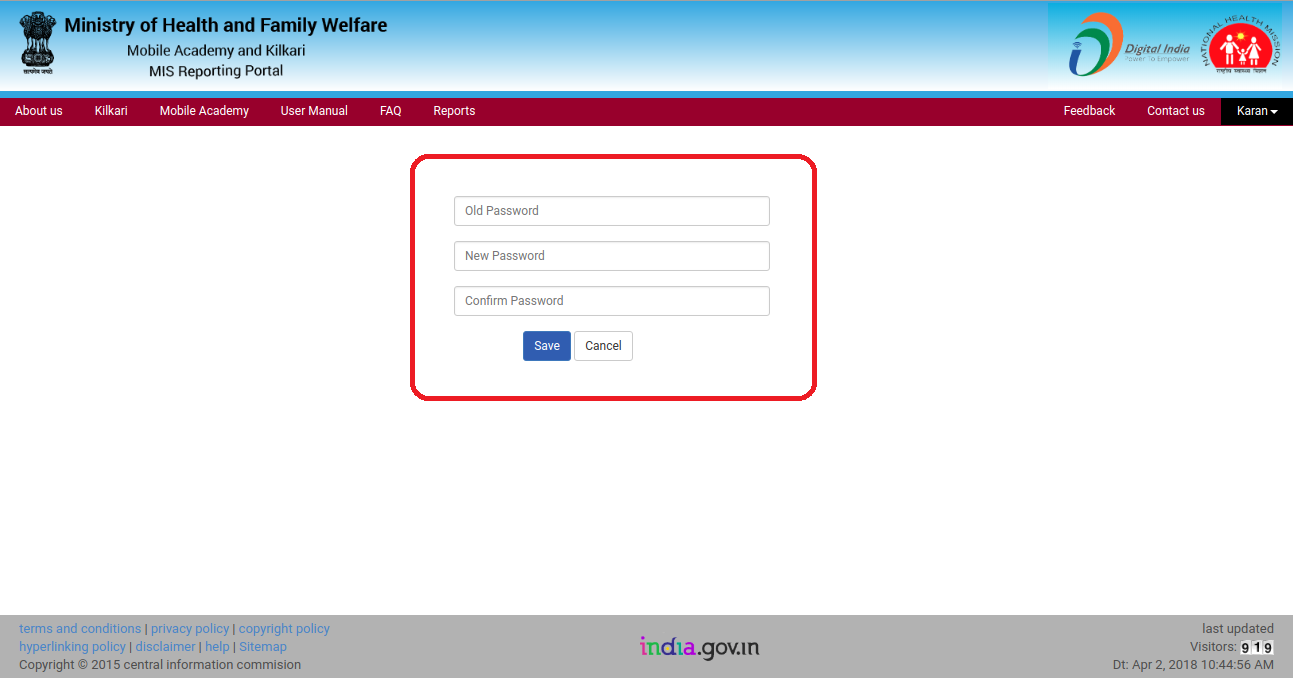 Ministry of Health and Family Welfare
Mobile Academy and Kilkari
MIS Reporting Portal
सत्यमेव जयते
Digital India
Power To Empower
NATIONAL HEALTH MISSION
राष्ट्रीय स्वास्थ्य मिशन
About us Kilkari Mobile Academy User Manual FAQ Reports Feedback Contact us Karan
Old Password
New Password
Confirm Password
Save Cancel
terms and conditions | privacy policy | copyright policy
hyperlinking policy | disclaimer | help | Sitemap
Copyright © 2015 central information commision
india.gov.in
last updated
Visitors: 919
Dt: Apr 2, 2018 10:44:56 AM